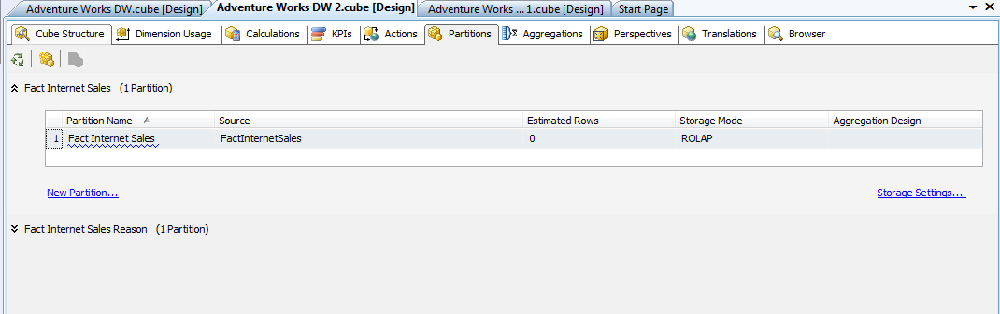 Adventure Works DW.cube [Design] Adventure Works DW 2.cube [Design] Adventure Works ... 1.cube [Design] Start Page
Cube Structure Dimension Usage Calculations KPIs Actions Partitions Aggregations Perspectives Translations Browser
Fact Internet Sales (1 Partition)
Partition Name Source Estimated Rows Storage Mode Aggregation Design
1 Fact Internet Sales FactInternetSales 0 ROLAP
New Partition... Storage Settings...
Fact Internet Sales Reason (1 Partition)